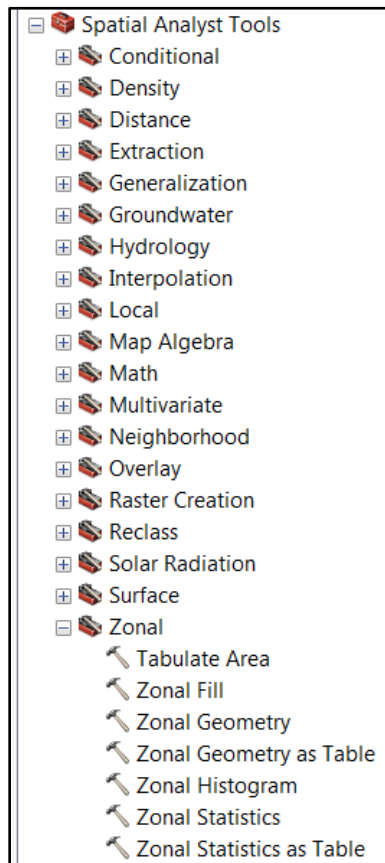 Spatial Analyst Tools
Conditional
Density
Distance
Extraction
Generalization
Groundwater
Hydrology
Interpolation
Local
Map Algebra
Math
Multivariate
Neighborhood
Overlay
Raster Creation
Reclass
Solar Radiation
Surface
Zonal
Tabulate Area
Zonal Fill
Zonal Geometry
Zonal Geometry as Table
Zonal Histogram
Zonal Statistics
Zonal Statistics as Table